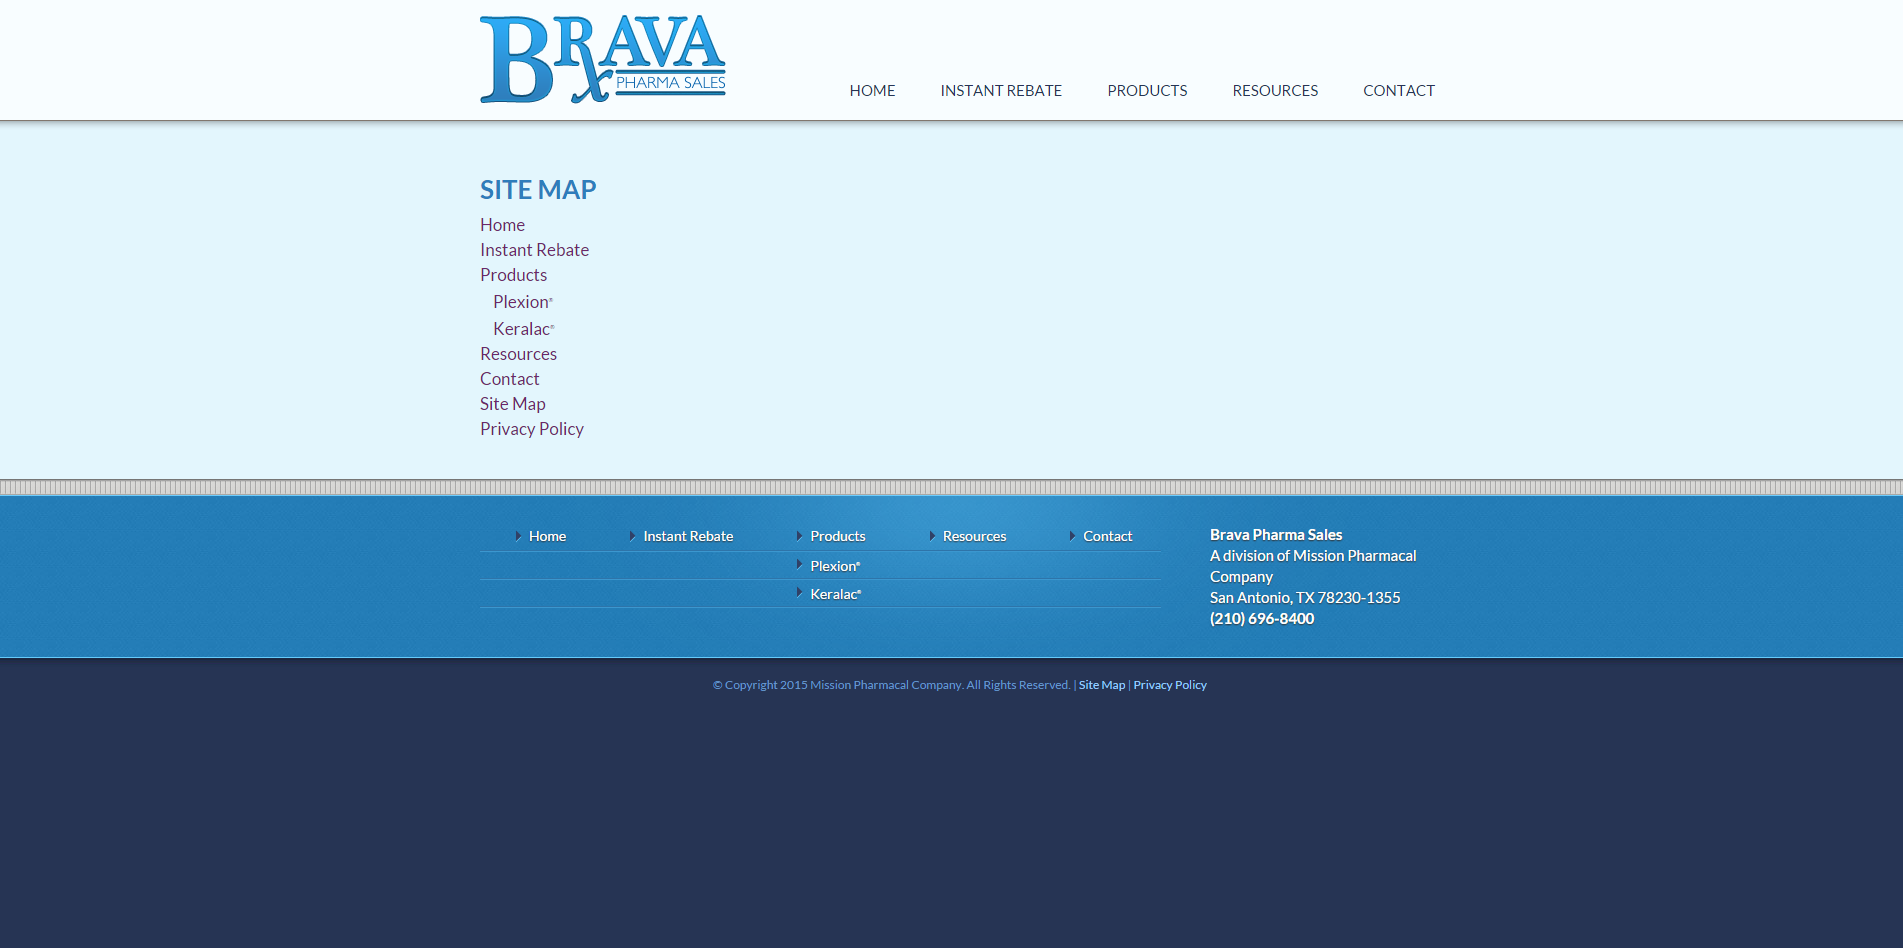 BRAVA
PHARMA SALES
HOME INSTANT REBATE PRODUCTS RESOURCES CONTACT
SITE MAP
Home
Instant Rebate
Products
Plexion®
Keralac®
Resources
Contact
Site Map
Privacy Policy
Home Instant Rebate Products Resources Contact
Plexion®
Keralac®
Brava Pharma Sales
A division of Mission Pharmacal
Company
San Antonio, TX 78230-1355
(210) 696-8400
© Copyright 2015 Mission Pharmacal Company. All Rights Reserved. | Site Map | Privacy Policy